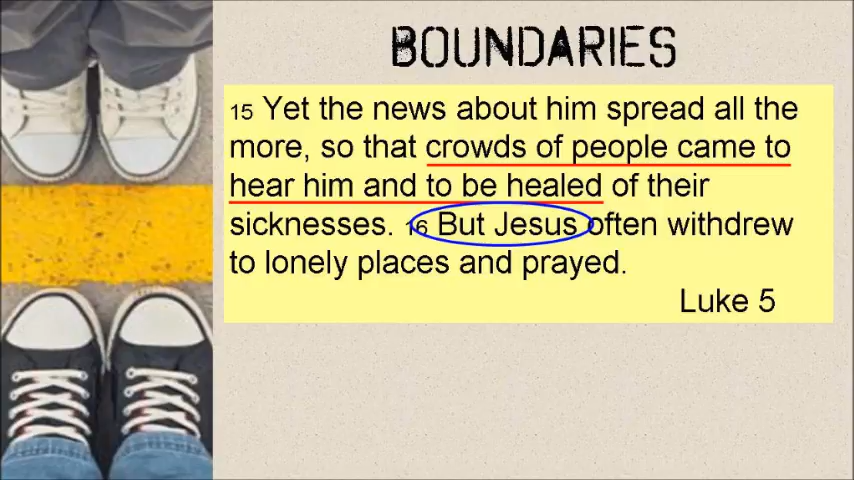 BOUNDARIES
15 Yet the news about him spread all the
more, so that crowds of people came to
hear him and to be healed of their
sicknesses. 16 But Jesus often withdrew
to lonely places and prayed.
Luke 5